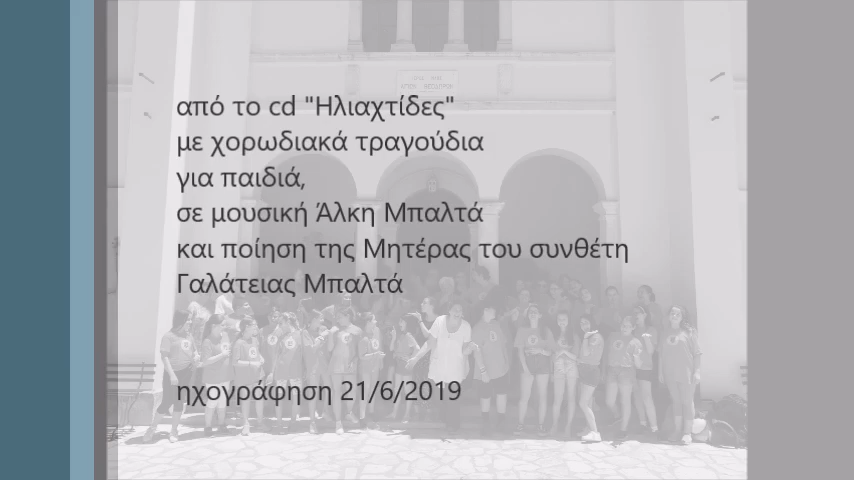 από το cd "Ηλιαχτίδες"
με χορωδιακά τραγούδια
για παιδιά,
σε μουσική Άλκη Μπαλτά
και ποίηση της Μητέρας του συνθέτη
Γαλάτειας Μπαλτά
ηχογράφηση 21/6/2019